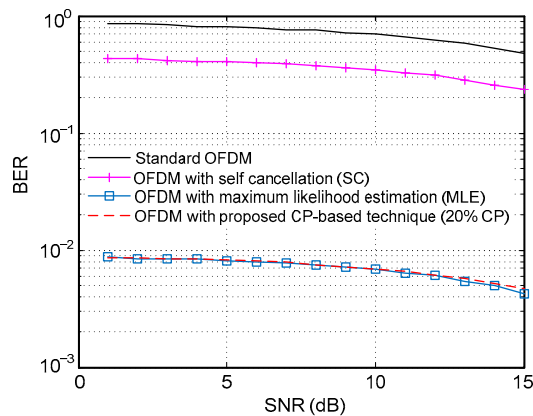 10^0
10^−1
10^−2
10^−3
BER
Standard OFDM
OFDM with self cancellation (SC)
OFDM with maximum likelihood estimation (MLE)
OFDM with proposed CP-based technique (20% CP)
0 5 10 15
SNR (dB)